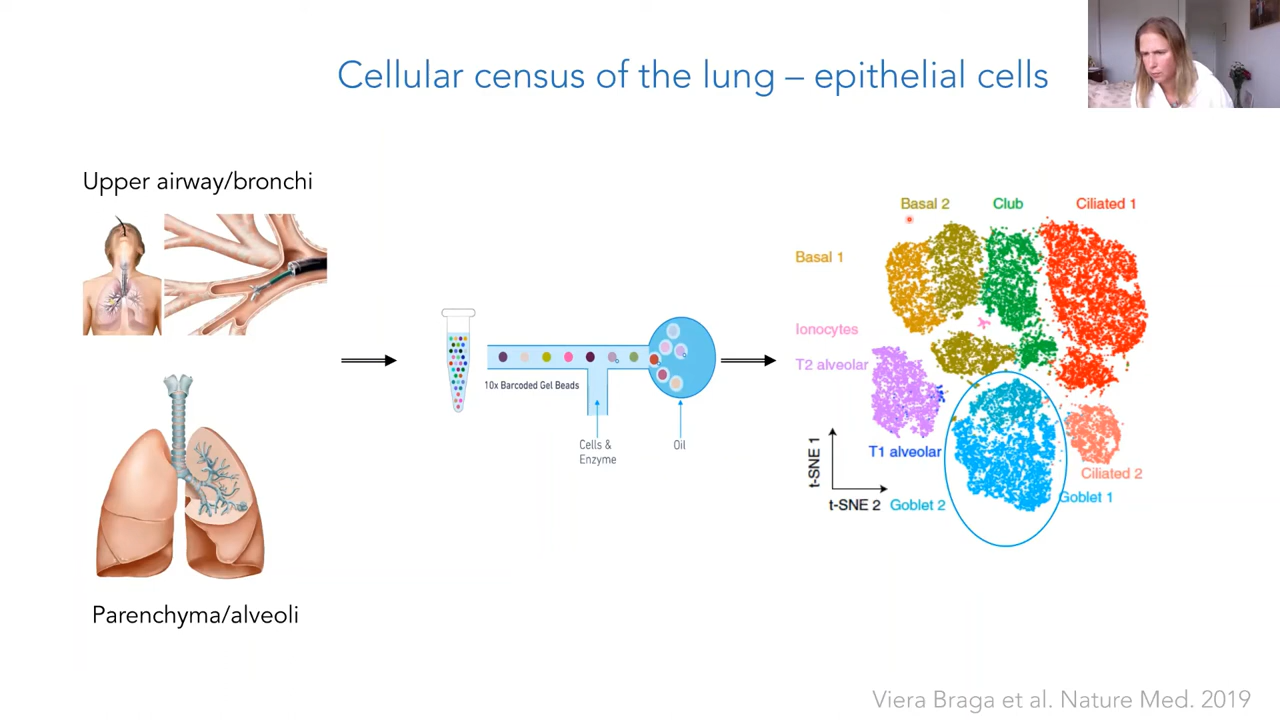 Cellular census of the lung – epithelial cells
Upper airway/bronchi
Parenchyma/alveoli
10x Barcoded Gel Beads
Cells &
Enzyme
Oil
Basal 2
Club
Ciliated 1
Basal 1
Ionocytes
T2 alveolar
T1 alveolar
Ciliated 2
Goblet 1
Goblet 2
t-SNE 1
t-SNE 2
Viera Braga et al. Nature Med. 2019